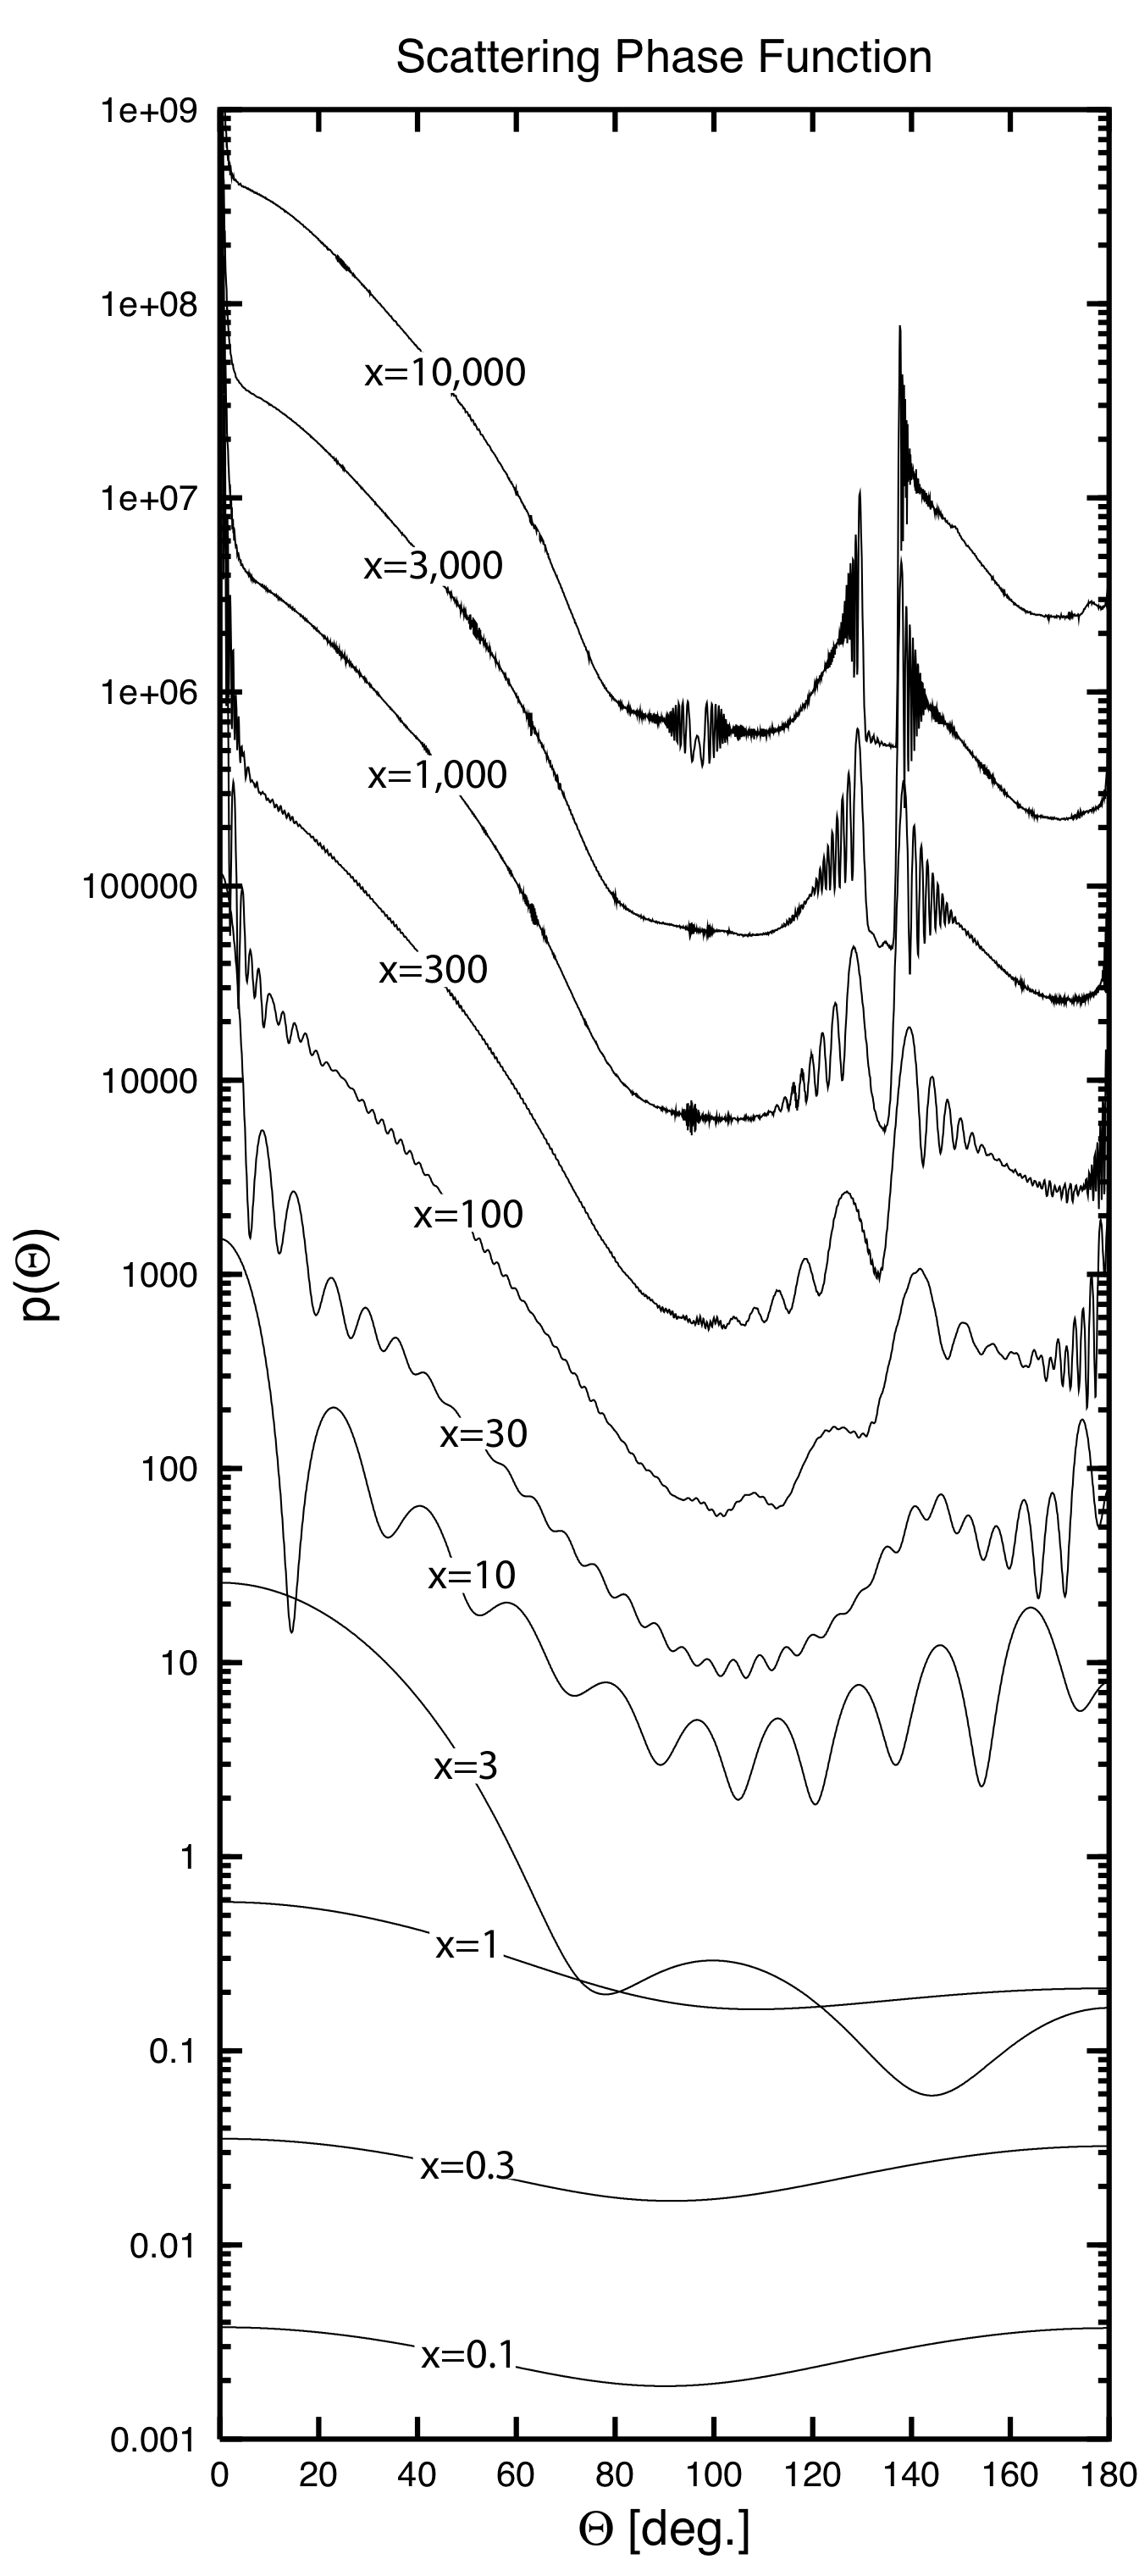 Scattering Phase Function
1e+09
1e+08
x=10,000
1e+07
x=3,000
1e+06
x=1,000
100000
x=300
10000
x=100
p(Θ)
1000
x=30
100
x=10
10
x=3
1
x=1
0.1
x=0.3
0.01
x=0.1
0.001
0 20 40 60 80 100 120 140 160 180
Θ [deg.]